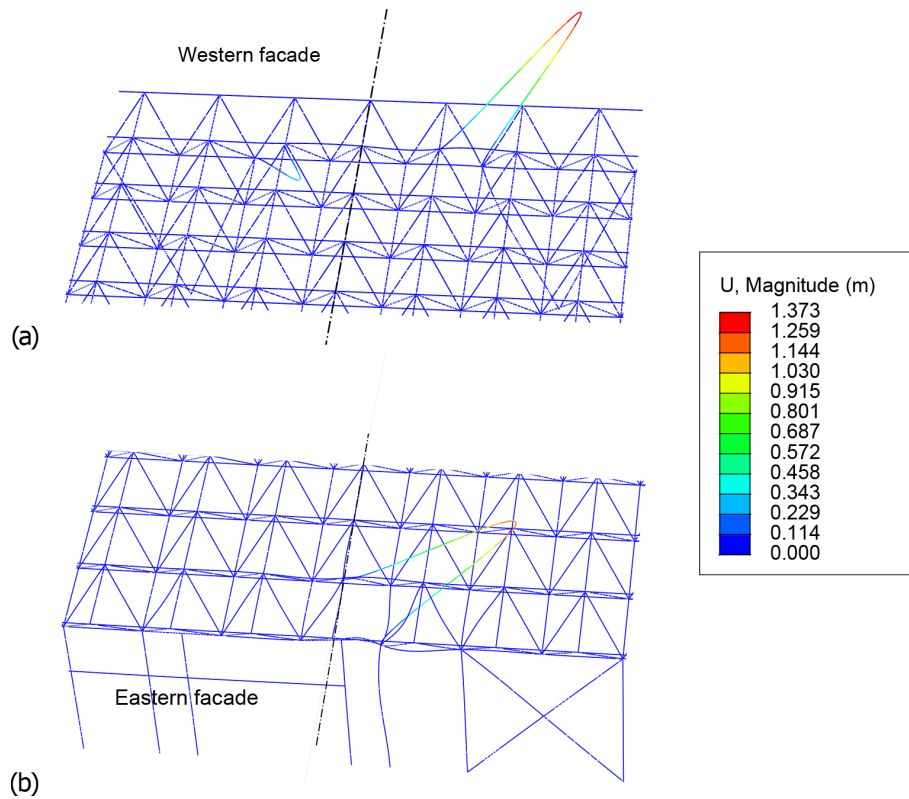 Western facade
(a)
U, Magnitude (m)
1.373
1.259
1.144
1.030
0.915
0.801
0.687
0.572
0.458
0.343
0.229
0.114
0.000
Eastern facade
(b)